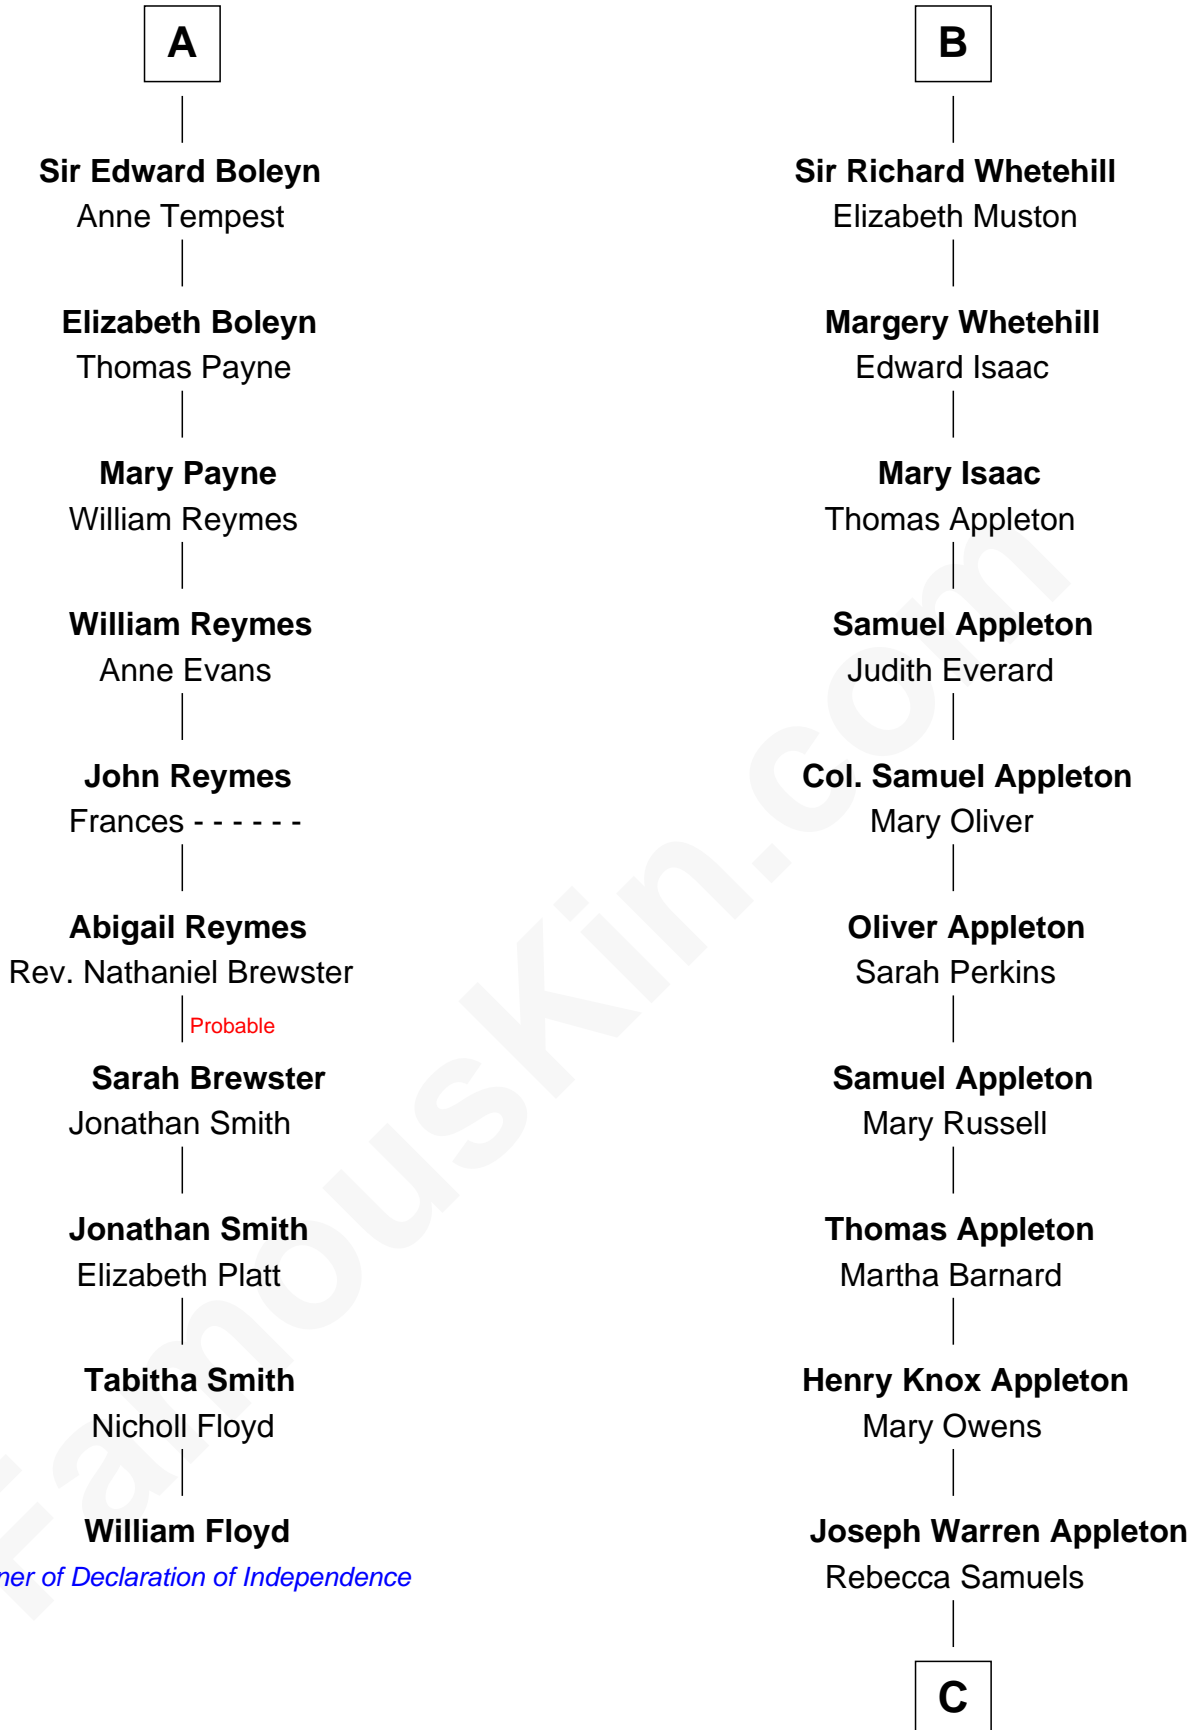 A
Sir Edward Boleyn
Anne Tempest
Elizabeth Boleyn
Thomas Payne
Mary Payne
William Reymes
William Reymes
Anne Evans
John Reymes
Frances - - - - - -
Abigail Reymes
Rev. Nathaniel Brewster
Probable
Sarah Brewster
Jonathan Smith
Jonathan Smith
Elizabeth Platt
Tabitha Smith
Nicholl Floyd
William Floyd
ner of Declaration of Independence
B
Sir Richard Whetehill
Elizabeth Muston
Margery Whetehill
Edward Isaac
Mary Isaac
Thomas Appleton
Samuel Appleton
Judith Everard
Col. Samuel Appleton
Mary Oliver
Oliver Appleton
Sarah Perkins
Samuel Appleton
Mary Russell
Thomas Appleton
Martha Barnard
Henry Knox Appleton
Mary Owens
Joseph Warren Appleton
Rebecca Samuels
C
FamousKin.com